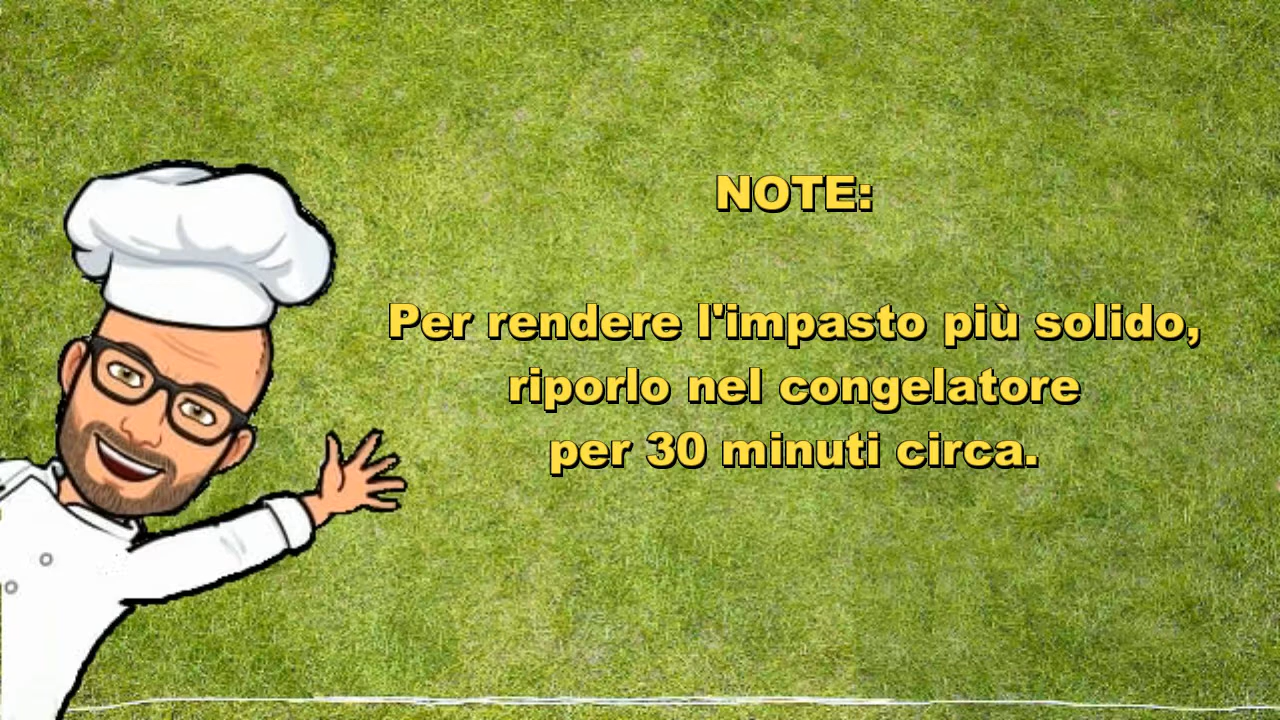 NOTE:
Per rendere l'impasto più solido,
riporlo nel congelatore
per 30 minuti circa.